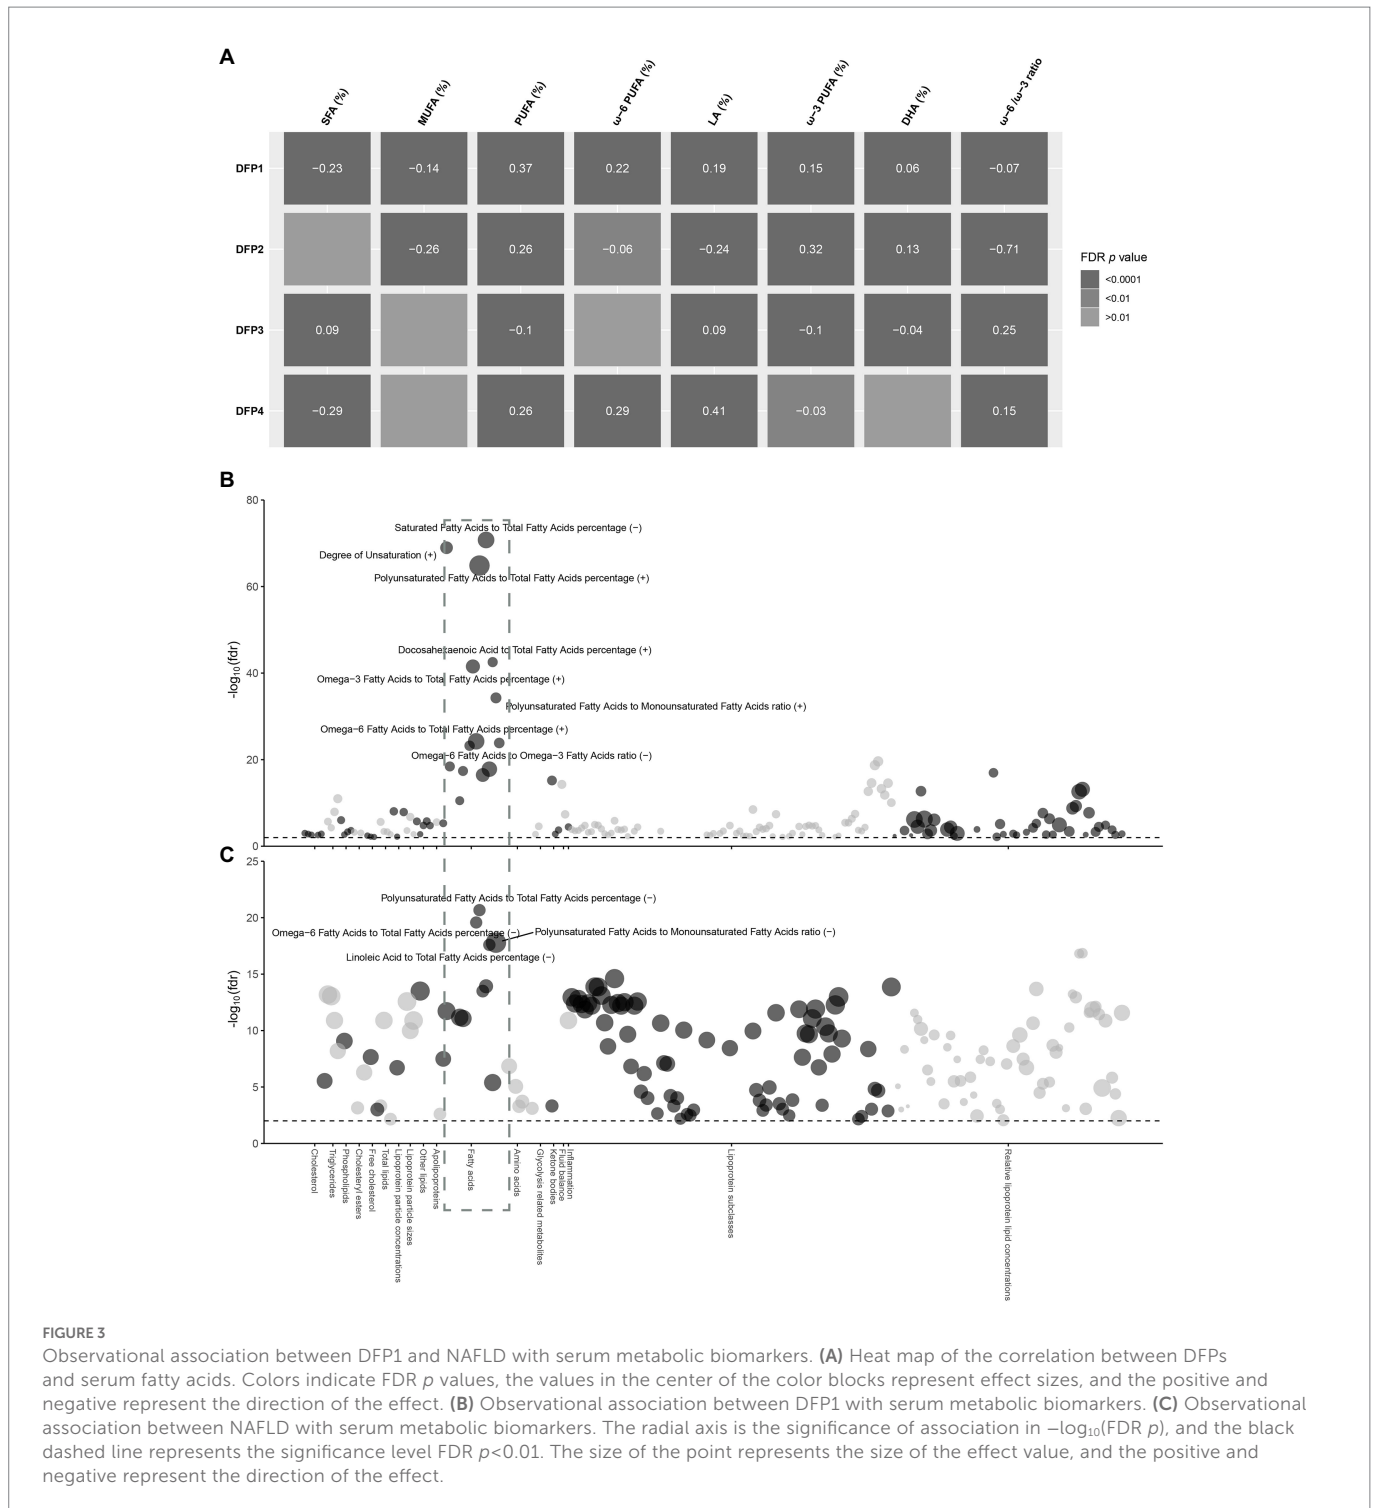 A
SFA (%)
MUFA (%)
PUFA (%)
ω−6 PUFA (%)
LA (%)
ω−3 PUFA (%)
DHA (%)
ω−6 /ω−3 ratio
DFP1
−0.23
−0.14
0.37
0.22
0.19
0.15
0.06
−0.07
DFP2
−0.26
0.26
−0.06
−0.24
0.32
0.13
−0.71
DFP3
0.09
−0.1
0.09
−0.1
−0.04
0.25
DFP4
−0.29
0.26
0.29
0.41
−0.03
0.15
FDR p value
<0.0001
<0.01
>0.01
B
-log10(fdr)
80
60
40
20
0
Saturated Fatty Acids to Total Fatty Acids percentage (−)
Degree of Unsaturation (+)
Polyunsaturated Fatty Acids to Total Fatty Acids percentage (+)
Docosahexaenoic Acid to Total Fatty Acids percentage (+)
Omega−3 Fatty Acids to Total Fatty Acids percentage (+)
Polyunsaturated Fatty Acids to Monounsaturated Fatty Acids ratio (+)
Omega−6 Fatty Acids to Total Fatty Acids percentage (+)
Omega−6 Fatty Acids to Omega−3 Fatty Acids ratio (−)
C
-log10(fdr)
25
20
15
10
5
0
Polyunsaturated Fatty Acids to Total Fatty Acids percentage (−)
Omega−6 Fatty Acids to Total Fatty Acids percentage (−)
Polyunsaturated Fatty Acids to Monounsaturated Fatty Acids ratio (−)
Linoleic Acid to Total Fatty Acids percentage (−)
Cholesterol
Triglycerides
Phospholipids
Cholesteryl esters
Free cholesterol
Total lipids
Lipoprotein particle concentrations
Lipoprotein particle sizes
Other lipids
Apolipoproteins
Fatty acids
Amino acids
Glycolysis related metabolites
Ketone bodies
Fluid balance
Inflammation
Lipoprotein subclasses
Relative lipoprotein lipid concentrations
FIGURE 3
Observational association between DFP1 and NAFLD with serum metabolic biomarkers. (A) Heat map of the correlation between DFPs
and serum fatty acids. Colors indicate FDR p values, the values in the center of the color blocks represent effect sizes, and the positive and
negative represent the direction of the effect. (B) Observational association between DFP1 with serum metabolic biomarkers. (C) Observational
association between NAFLD with serum metabolic biomarkers. The radial axis is the significance of association in −log10(FDR p), and the black
dashed line represents the significance level FDR p<0.01. The size of the point represents the size of the effect value, and the positive and
negative represent the direction of the effect.